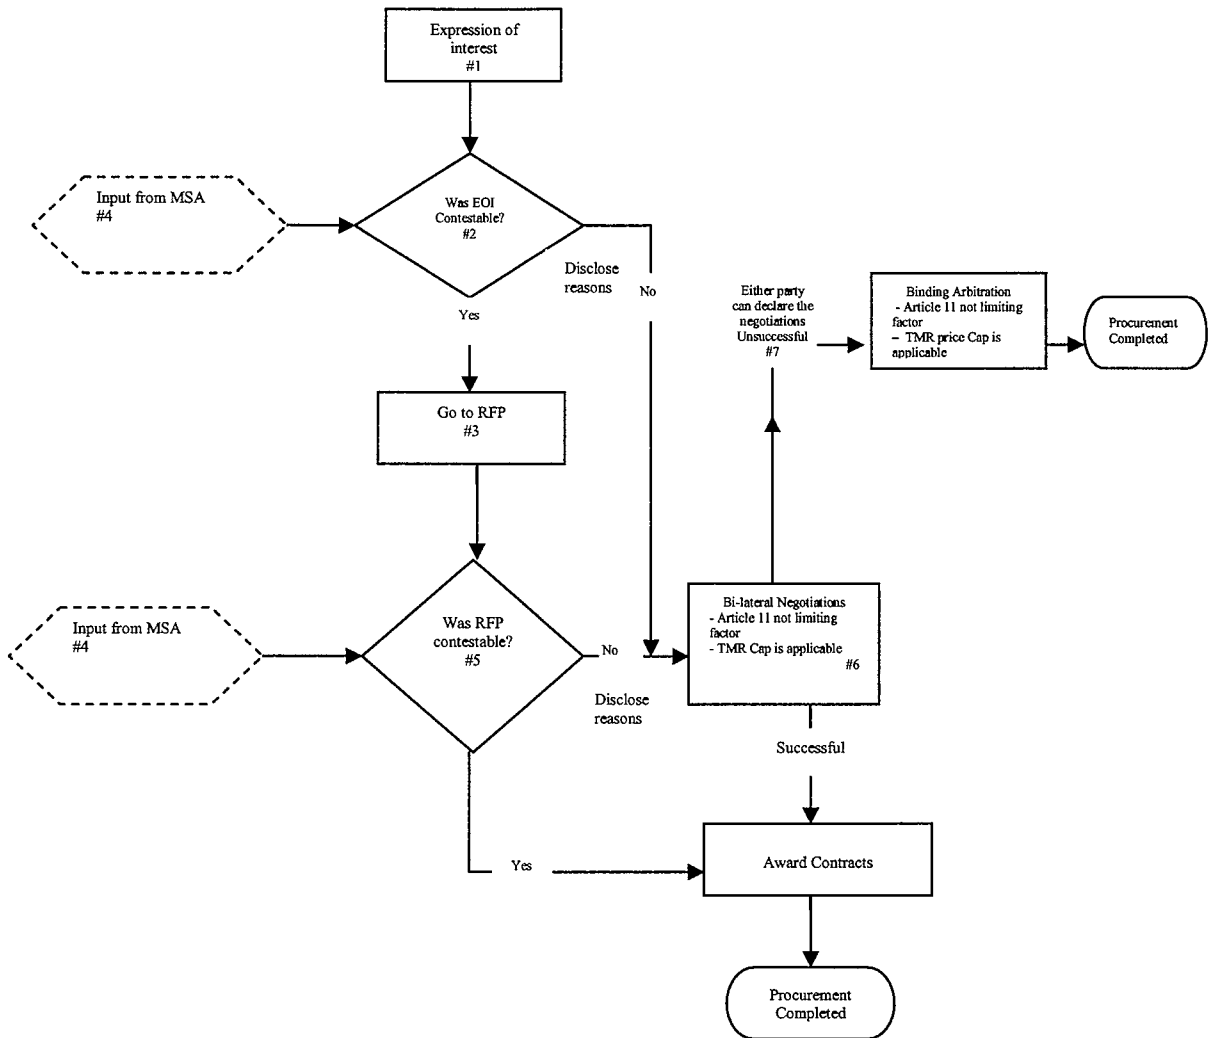 Expression of
interest
#1
Input from MSA
#4
Was EOI
Contestable?
#2
Disclose
reasons
No
Yes
Either party
can declare the
negotiations
Unsuccessful
#7
Binding Arbitration
- Article 11 not limiting
factor
– TMR price Cap is
applicable
Procurement
Completed
Go to RFP
#3
Input from MSA
#4
Was RFP
contestable?
#5
No
Disclose
reasons
Bi-lateral Negotiations
- Article 11 not limiting
factor
- TMR Cap is applicable
#6
Successful
Yes
Award Contracts
Procurement
Completed